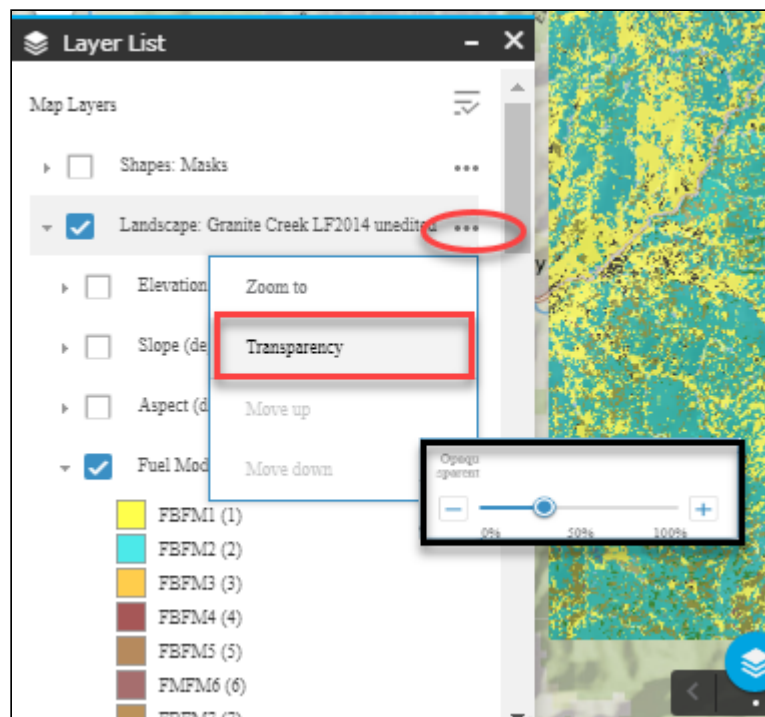 Layer List
Map Layers
Shapes: Masks
Landscape: Granite Creek LF2014 unedited
Elevation
Zoom to
Slope (de
Transparency
Aspect (d
Move up
Fuel Mod
Move down
Opaqu
sparent
0% 50% 100%
FBFM1 (1)
FBFM2 (2)
FBFM3 (3)
FBFM4 (4)
FBFM5 (5)
FMFM6 (6)
y